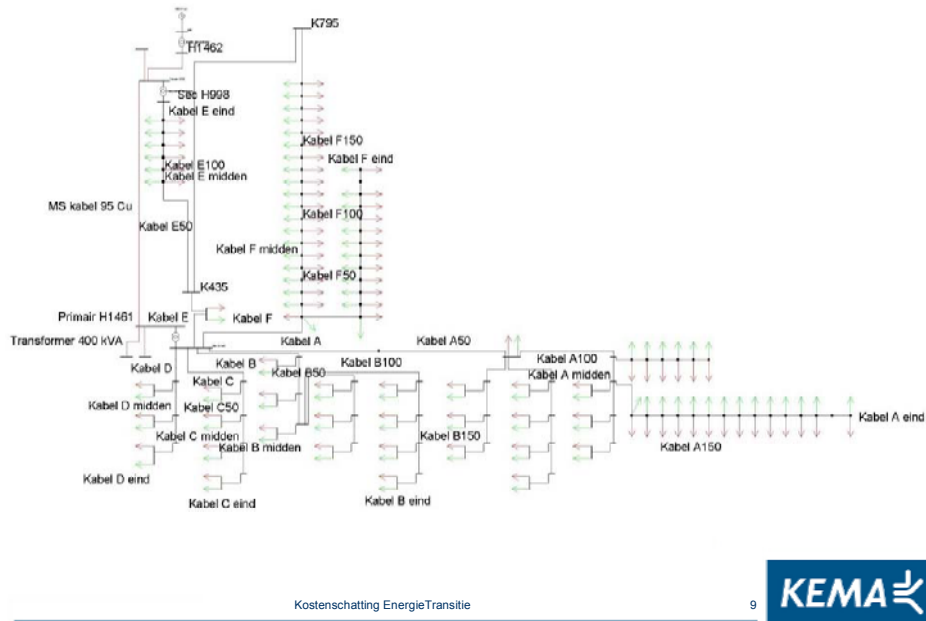 K795
H1462
Sec H998
Kabel E eind
Kabel F150
Kabel F eind
Kabel E100
Kabel E midden
MS kabel 95 Cu
Kabel F100
Kabel E50
Kabel F midden
Kabel F50
K435
Primair H1461
Kabel E
Kabel F
Transformer 400 kVA
Kabel A
Kabel A50
Kabel D
Kabel B
Kabel B50
Kabel B100
Kabel A100
Kabel C
Kabel A midden
Kabel D midden
Kabel C50
Kabel A eind
Kabel C midden
Kabel B midden
Kabel B150
Kabel A150
Kabel D eind
Kabel C eind
Kabel B eind
Kostenschatting EnergieTransitie
9
KEMA